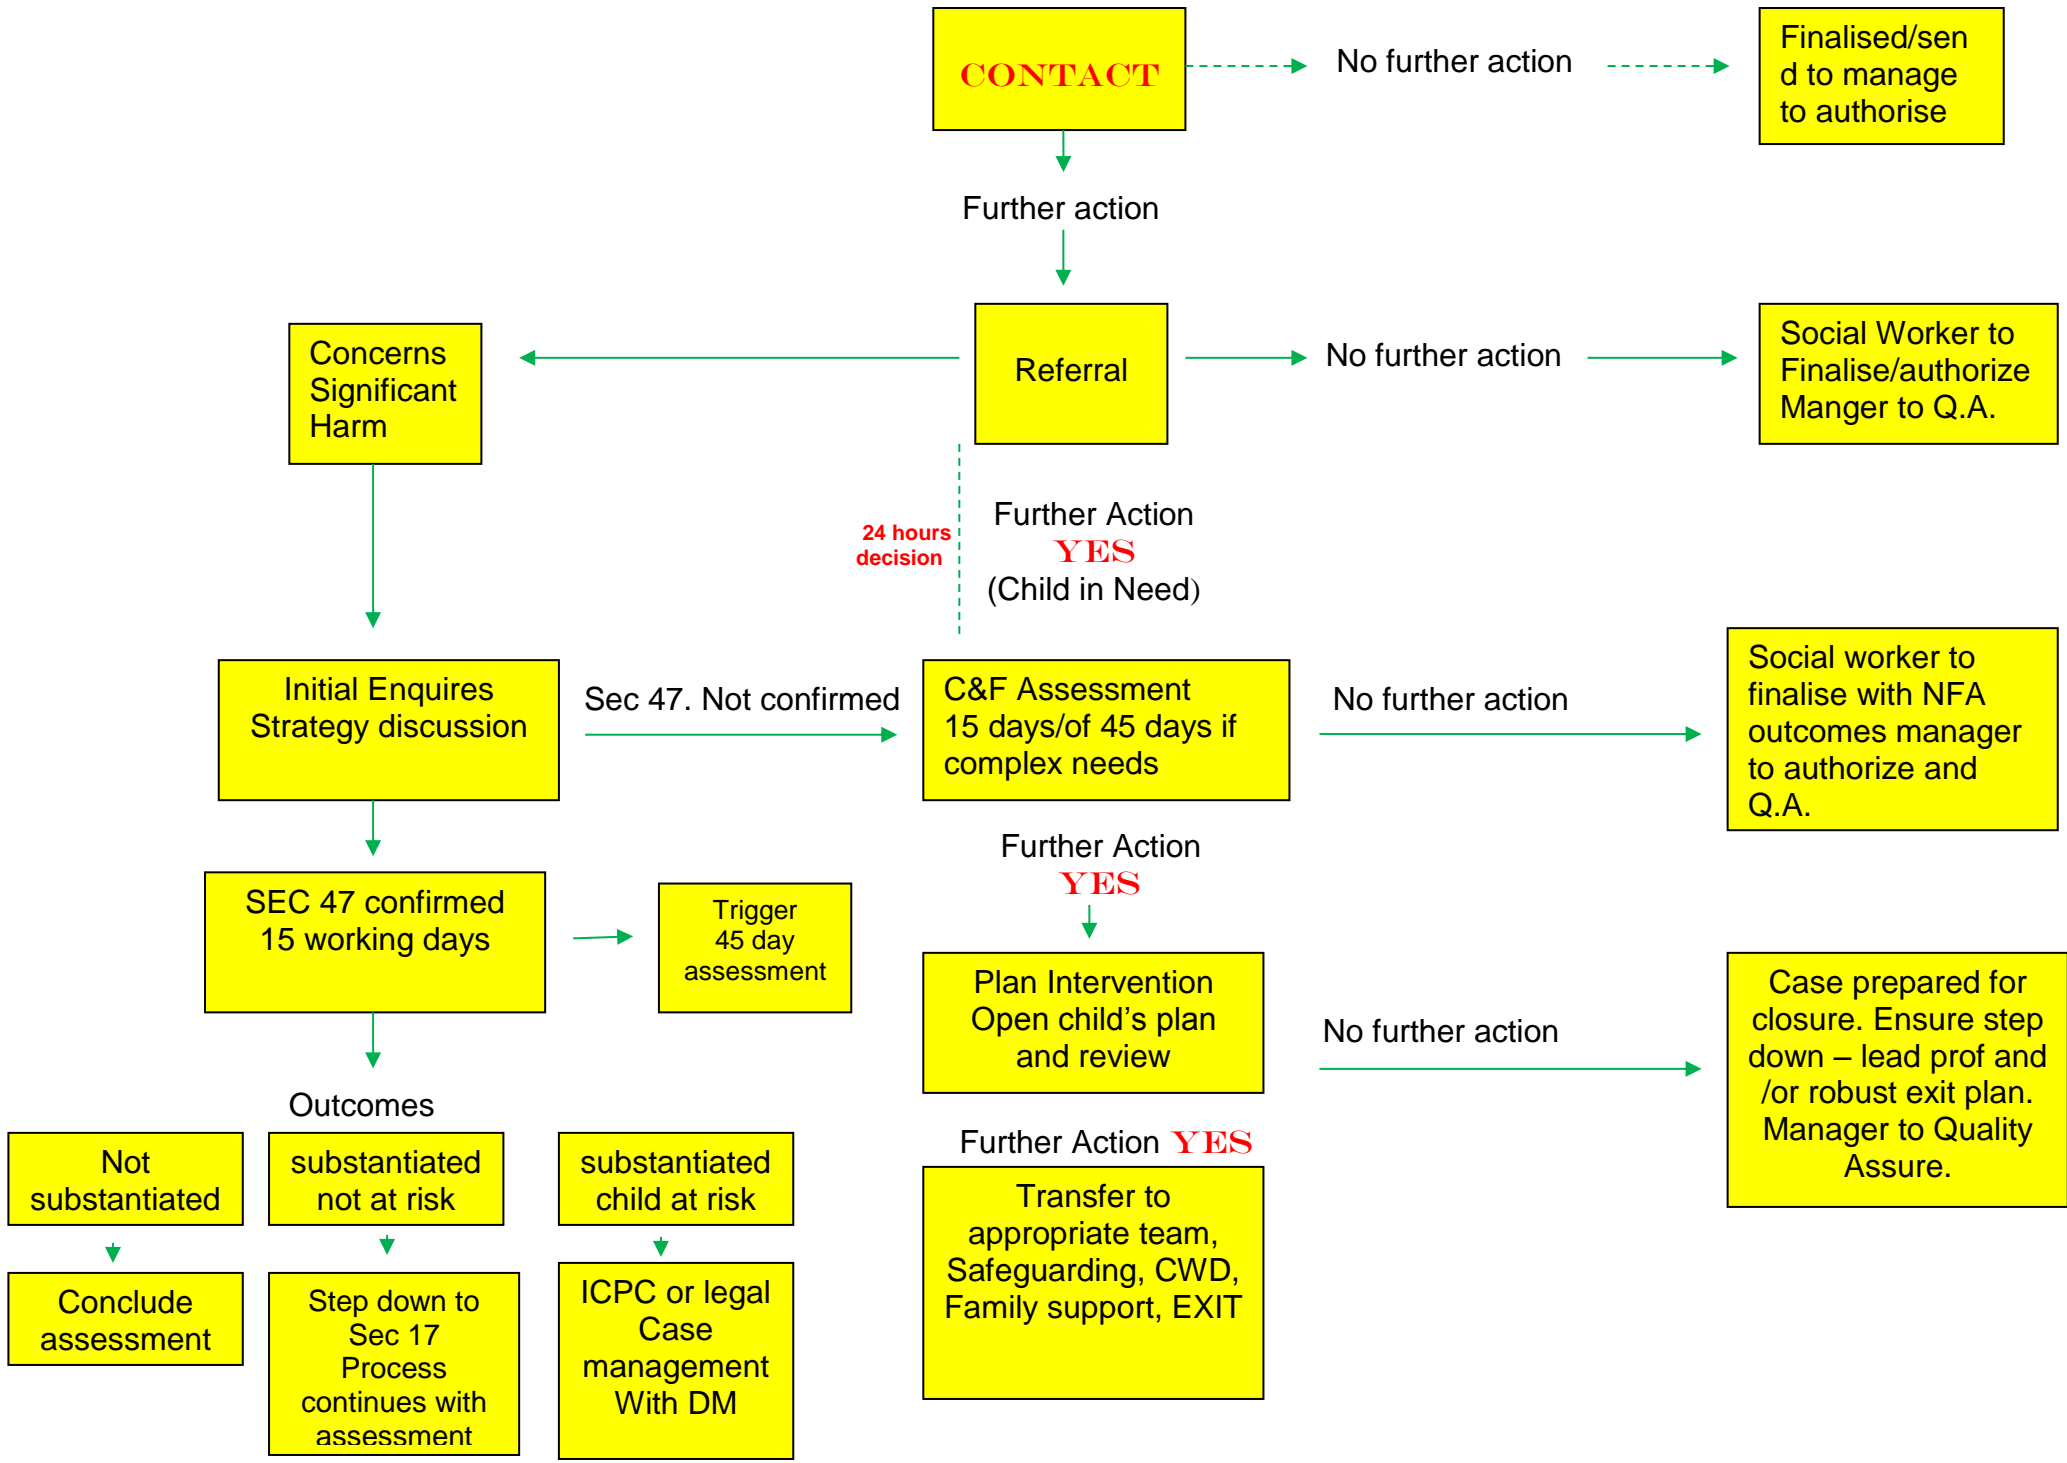 CONTACT
No further action
Finalised/sen
d to manage
to authorise
Further action
Concerns
Significant
Harm
Referral
No further action
Social Worker to
Finalise/authorize
Manger to Q.A.
24 hours
decision
Further Action
YES
(Child in Need)
Initial Enquires
Strategy discussion
Sec 47. Not confirmed
C&F Assessment
15 days/of 45 days if
complex needs
No further action
Social worker to
finalise with NFA
outcomes manager
to authorize and
Q.A.
Further Action
YES
SEC 47 confirmed
15 working days
Trigger
45 day
assessment
Plan Intervention
Open child’s plan
and review
No further action
Case prepared for
closure. Ensure step
down – lead prof and
/or robust exit plan.
Manager to Quality
Assure.
Outcomes
Not
substantiated
substantiated
not at risk
substantiated
child at risk
Further Action YES
Transfer to
appropriate team,
Safeguarding, CWD,
Family support, EXIT
Conclude
assessment
Step down to
Sec 17
Process
continues with
assessment
ICPC or legal
Case
management
With DM